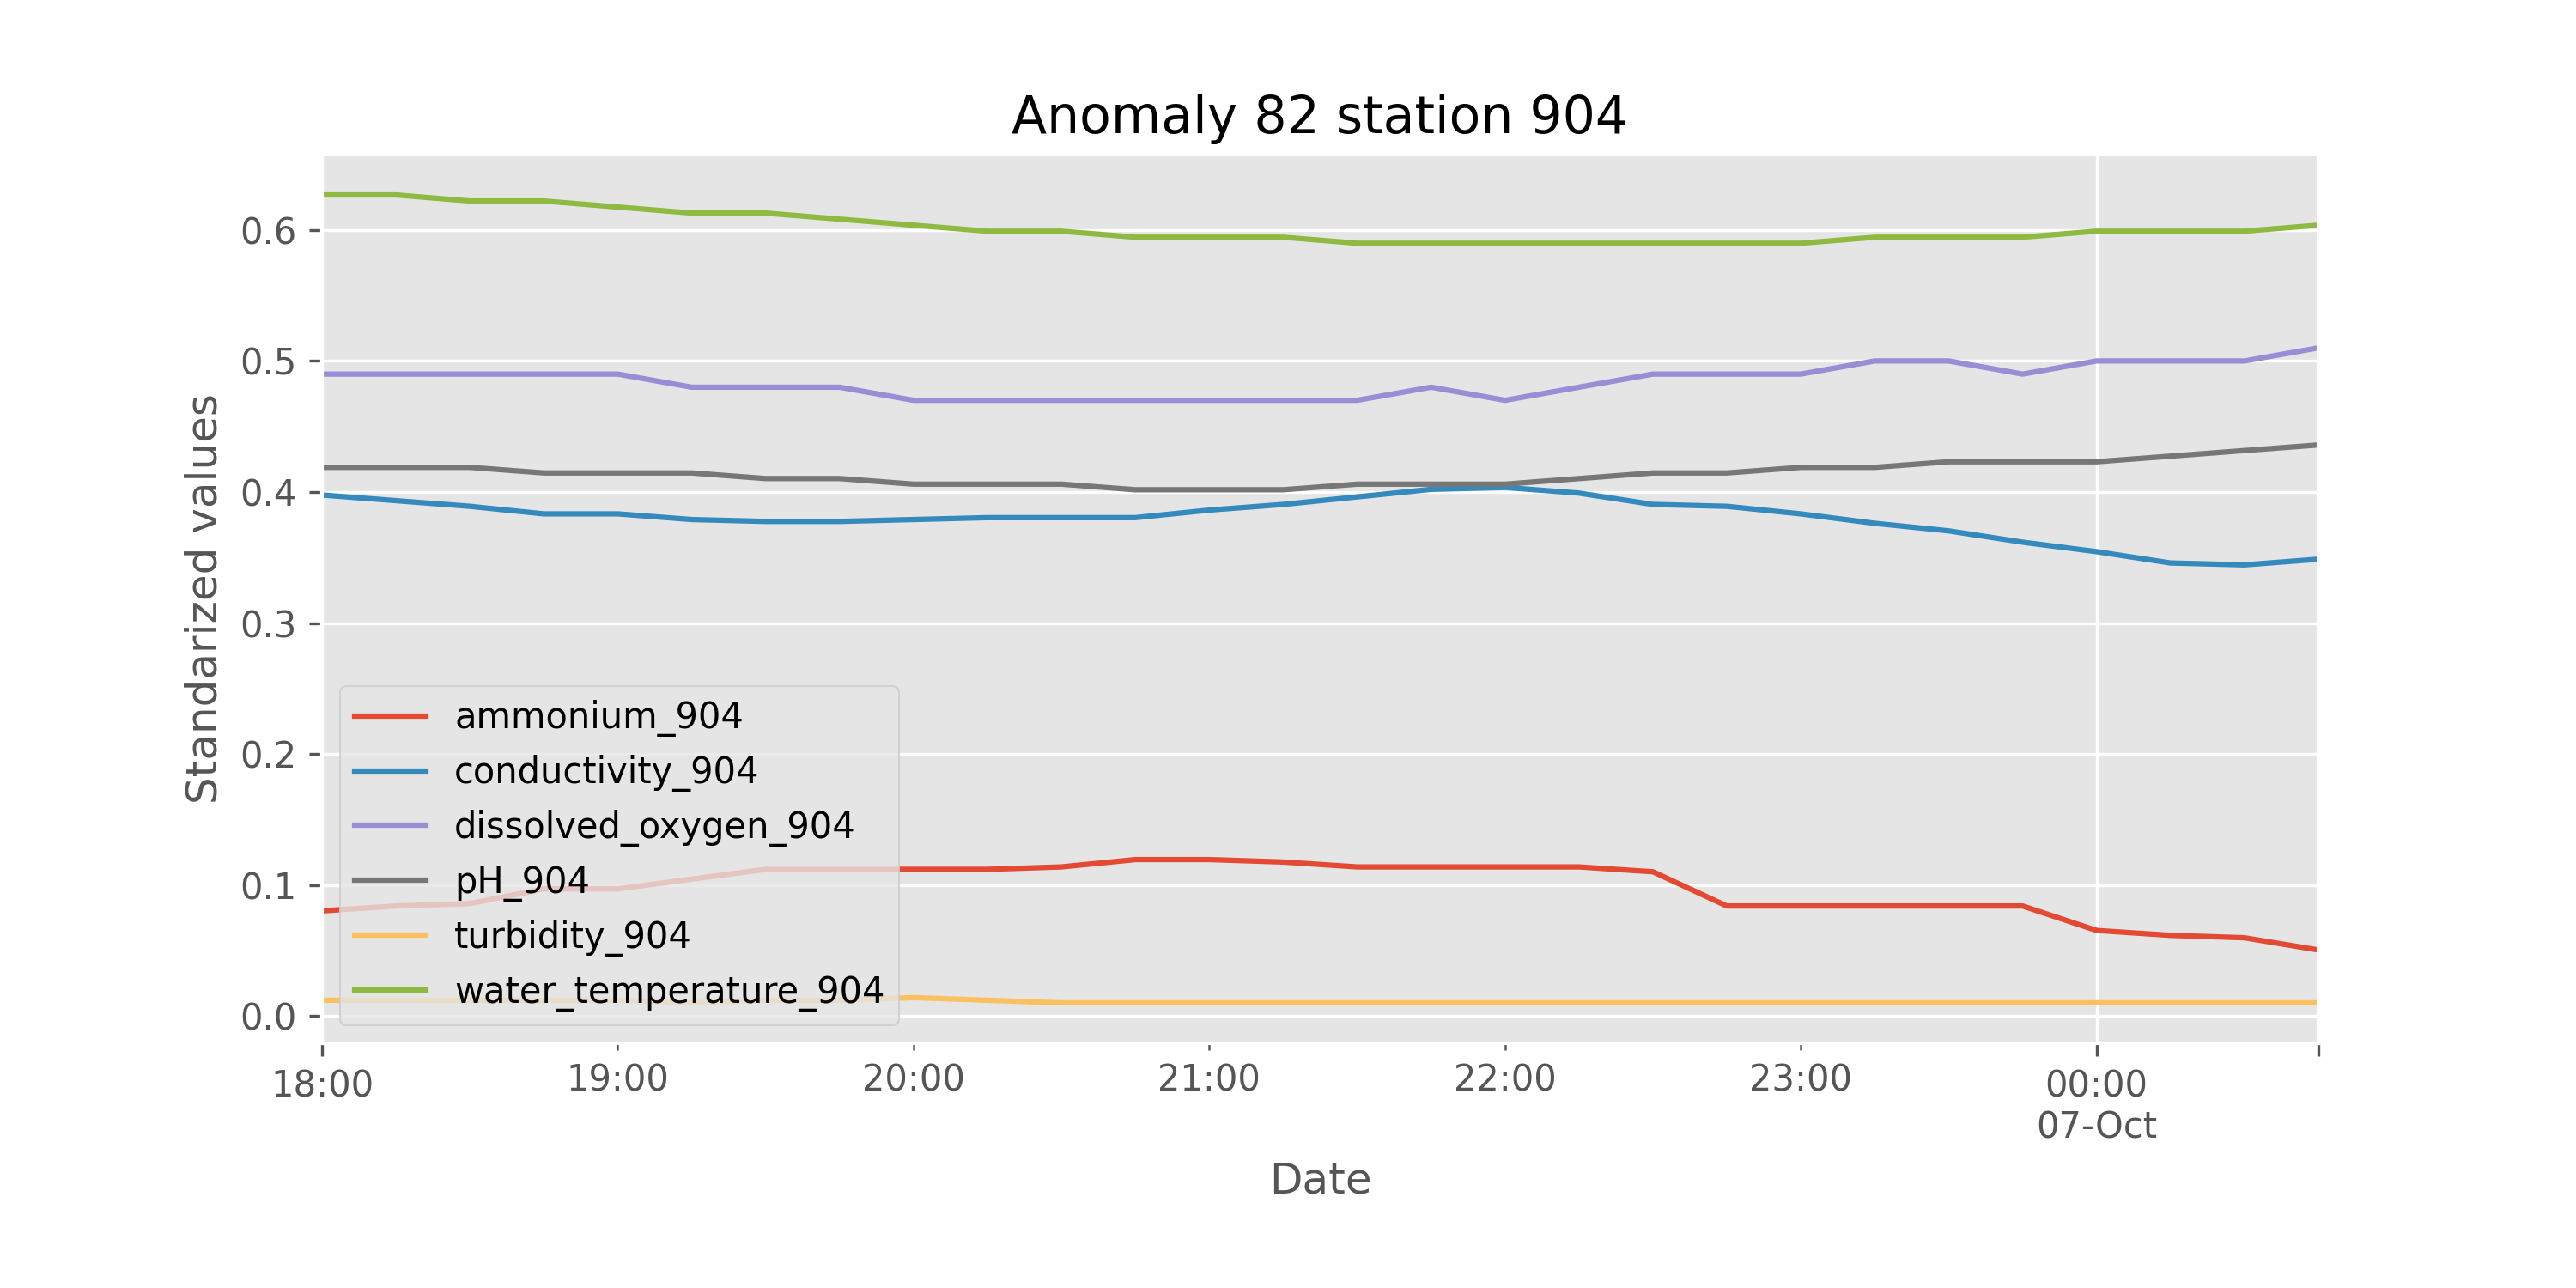 Anomaly 82 station 904
Standarized values
0.6
0.5
0.4
0.3
0.2
0.1
0.0
ammonium_904
conductivity_904
dissolved_oxygen_904
pH_904
turbidity_904
water_temperature_904
18:00 19:00 20:00 21:00 22:00 23:00 00:00
07-Oct
Date